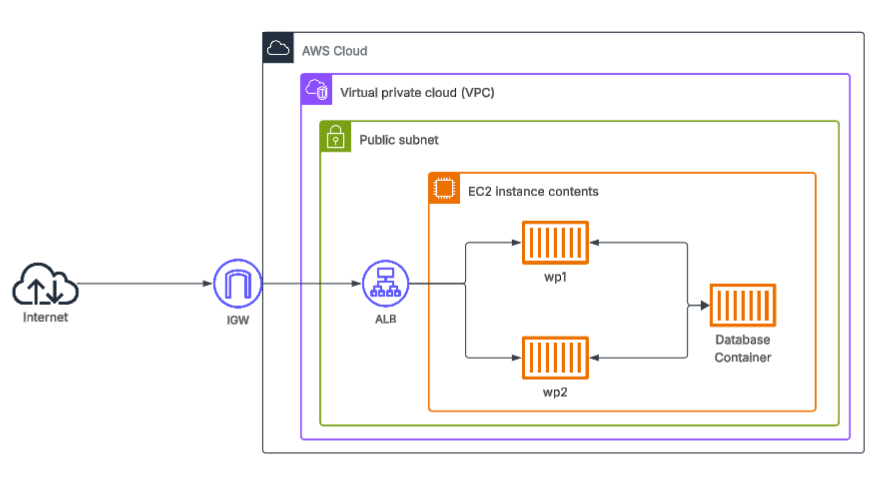 AWS Cloud
Virtual private cloud (VPC)
Public subnet
EC2 instance contents
wp1
Internet
IGW
ALB
Database
Container
wp2